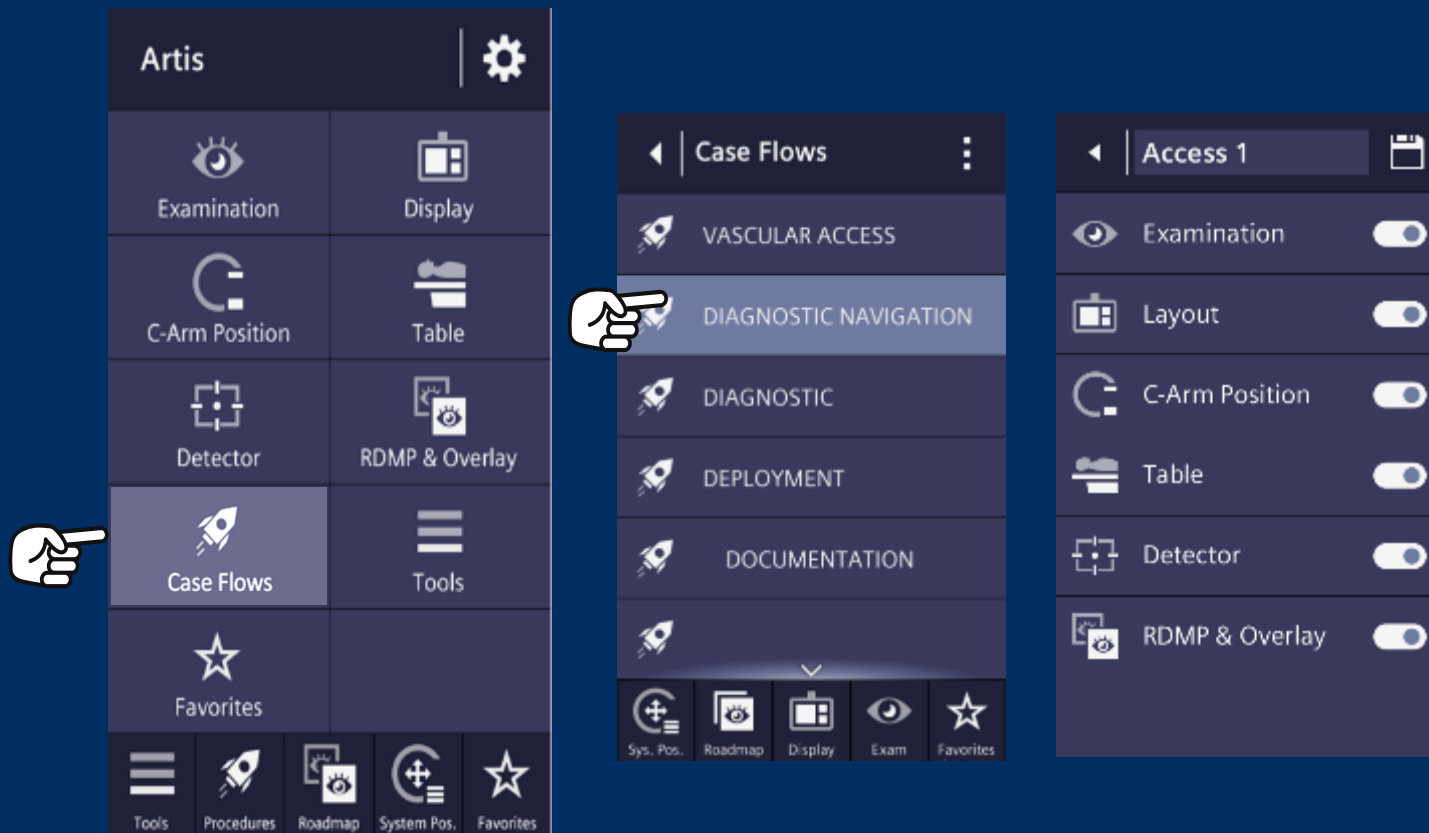 Artis
Examination
Display
C-Arm Position
Table
Detector
RDMP & Overlay
Case Flows
Tools
Favorites
Tools
Procedures
Roadmap
System Pos.
Favorites
Case Flows
VASCULAR ACCESS
DIAGNOSTIC NAVIGATION
DIAGNOSTIC
DEPLOYMENT
DOCUMENTATION
Sys. Pos.
Roadmap
Display
Exam
Favorites
Access 1
Examination
Layout
C-Arm Position
Table
Detector
RDMP & Overlay